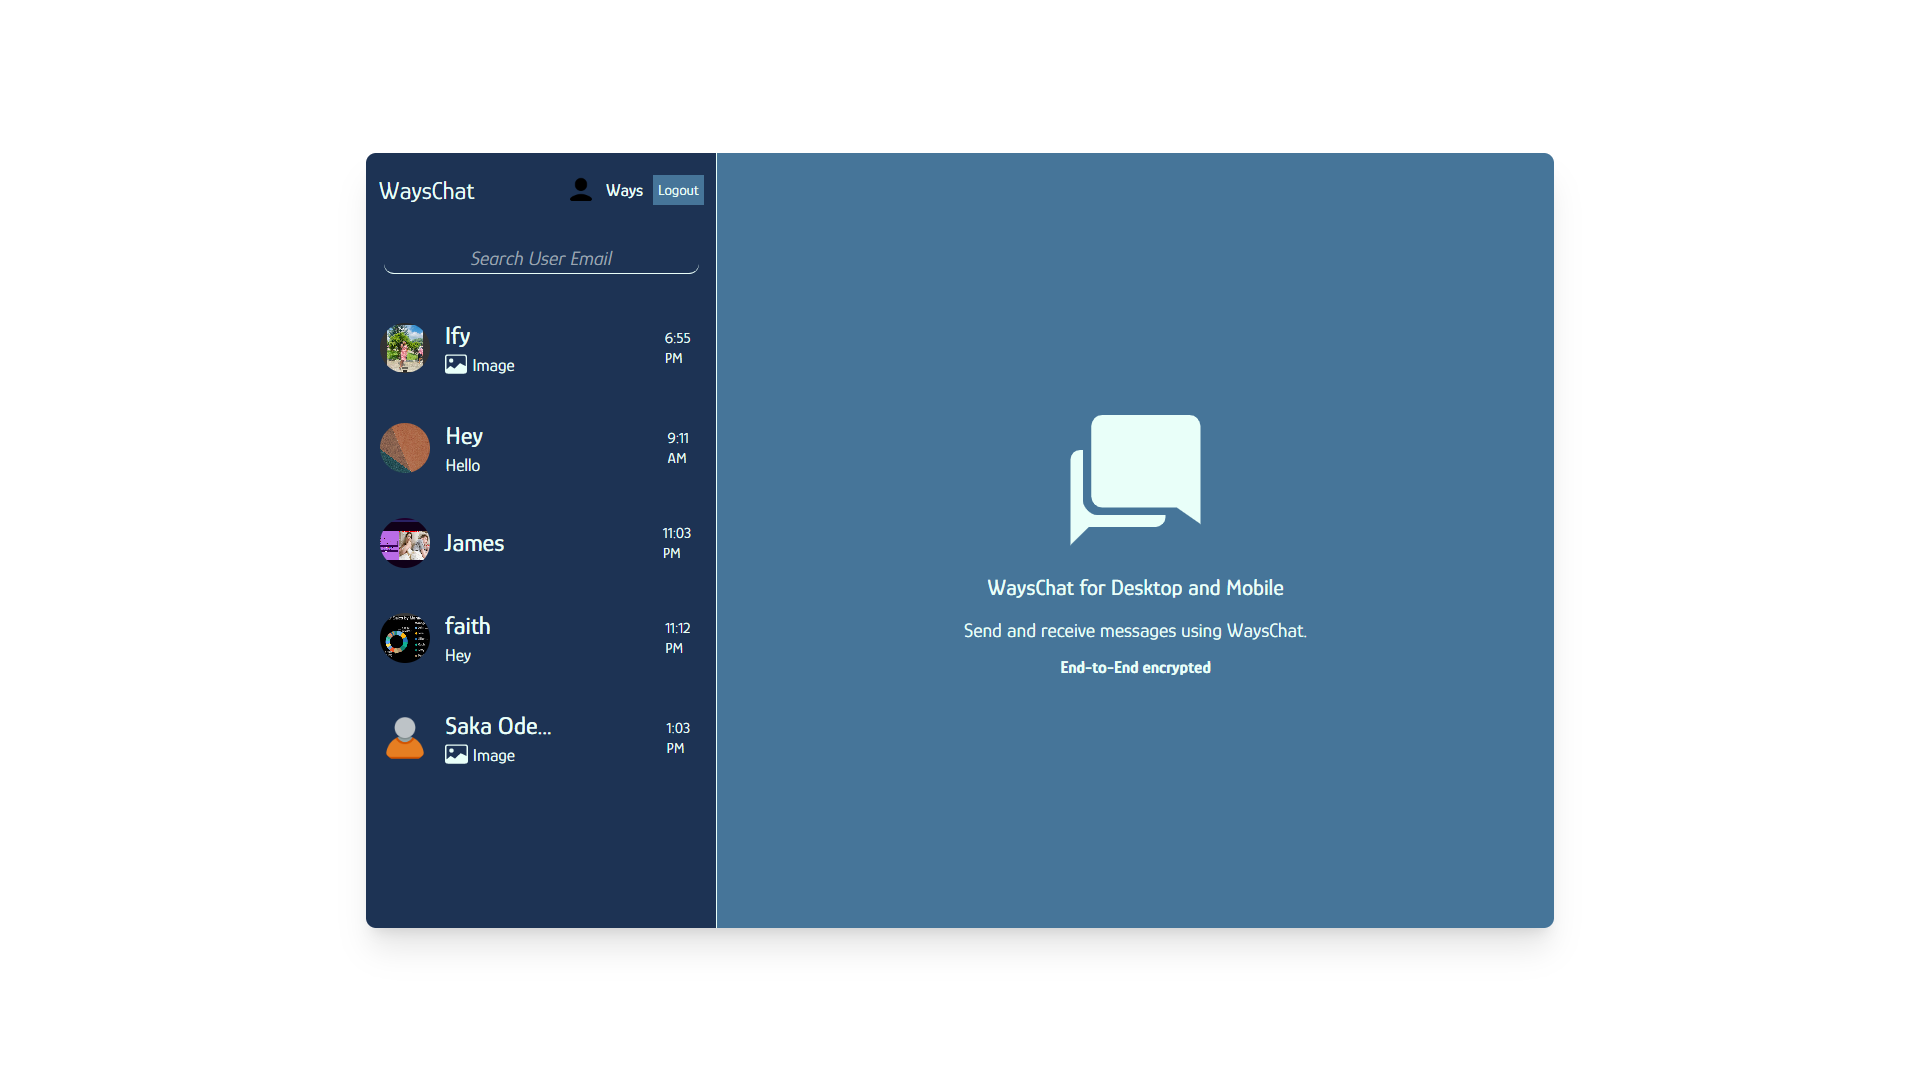 WaysChat
Ways
Logout
Search User Email
Ify
Image
6:55
PM
Hey
Hello
9:11
AM
James
11:03
PM
faith
Hey
11:12
PM
Saka Ode...
Image
1:03
PM
WaysChat for Desktop and Mobile
Send and receive messages using WaysChat.
End-to-End encrypted